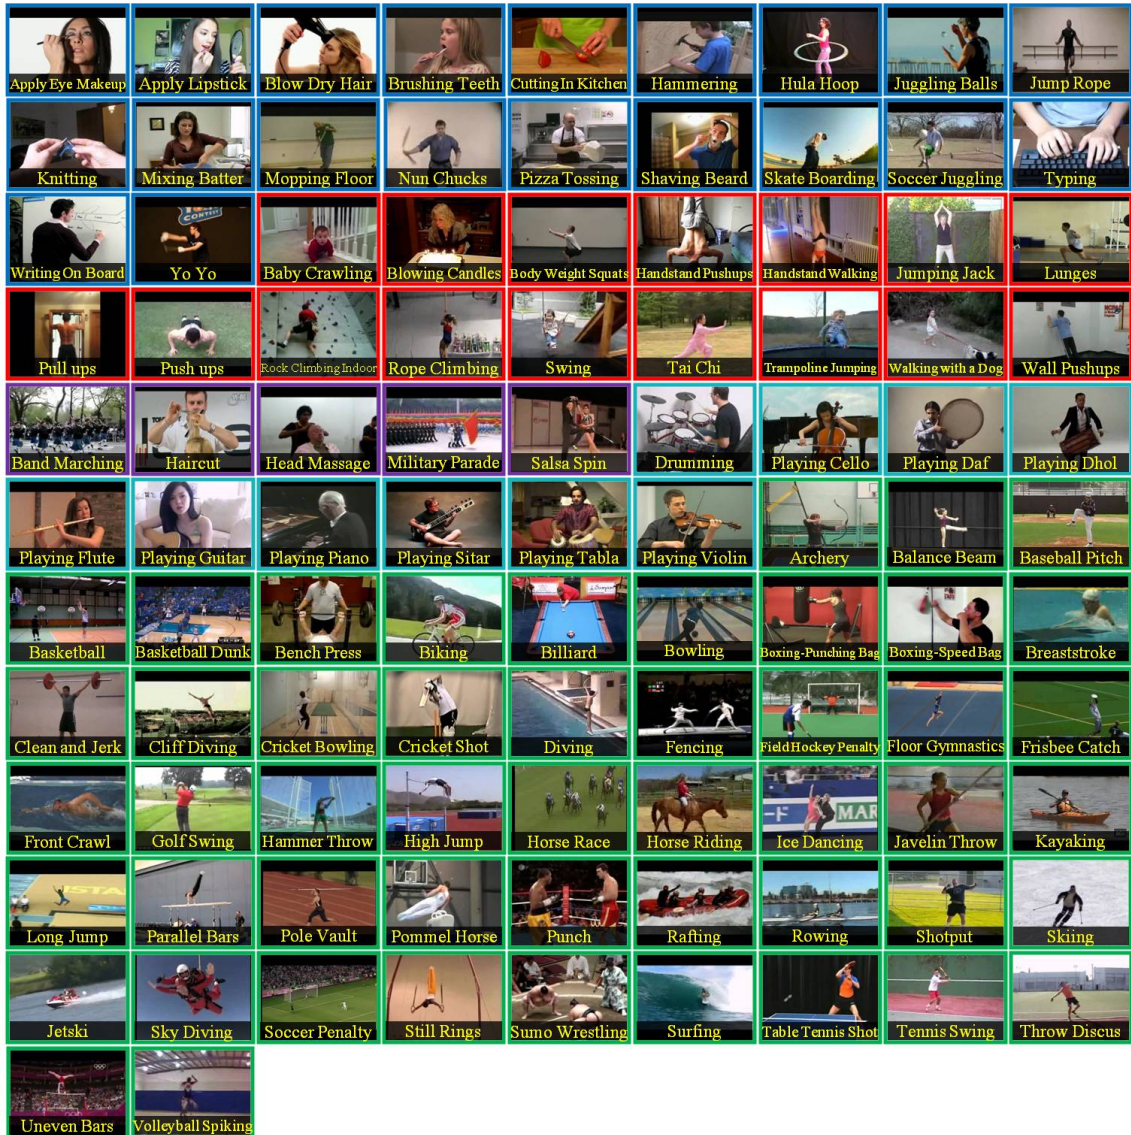 Apply Eye Makeup
Apply Lipstick
Blow Dry Hair
Brushing Teeth
Cutting In Kitchen
Hammering
Hula Hoop
Juggling Balls
Jump Rope
Knitting
Mixing Batter
Mopping Floor
Nun Chucks
Pizza Tossing
Shaving Beard
Skate Boarding
Soccer Juggling
Typing
CONTEST
Writing On Board
Yo Yo
Baby Crawling
Blowing Candles
Body Weight Squats
Handstand Pushups
Handstand Walking
Jumping Jack
Lunges
Pull ups
Push ups
Rock Climbing Indoor
Rope Climbing
Swing
Tai Chi
Trampoline Jumping
Walking with a Dog
Wall Pushups
Band Marching
Haircut
Head Massage
Military Parade
Salsa Spin
Drumming
Playing Cello
Playing Daf
Playing Dhol
Playing Flute
Playing Guitar
Playing Piano
Playing Sitar
Playing Tabla
Playing Violin
Archery
Balance Beam
Baseball Pitch
Basketball
Basketball Dunk
Bench Press
Biking
Billiard
Bowling
Boxing-Punching Bag
Boxing-Speed Bag
Breaststroke
Clean and Jerk
Cliff Diving
Cricket Bowling
Cricket Shot
Diving
Fencing
Field Hockey Penalty
Floor Gymnastics
Frisbee Catch
MAR
Front Crawl
Golf Swing
Hammer Throw
High Jump
Horse Race
Horse Riding
Ice Dancing
Javelin Throw
Kayaking
Long Jump
Parallel Bars
Pole Vault
Pommel Horse
Punch
Rafting
Rowing
Shotput
Skiing
Jetski
Sky Diving
Soccer Penalty
Still Rings
Sumo Wrestling
Surfing
Table Tennis Shot
Tennis Swing
Throw Discus
Uneven Bars
Volleyball Spiking